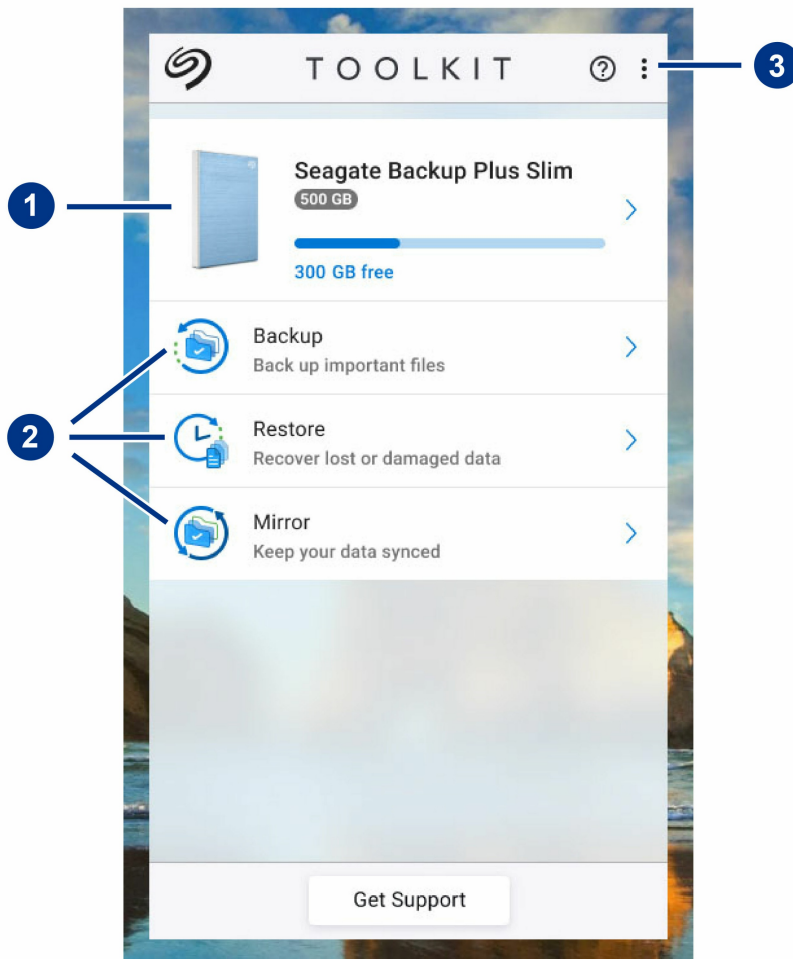 TOOLKIT
3
1
Seagate Backup Plus Slim
500 GB
300 GB free
2
Backup
Back up important files
Restore
Recover lost or damaged data
Mirror
Keep your data synced
Get Support